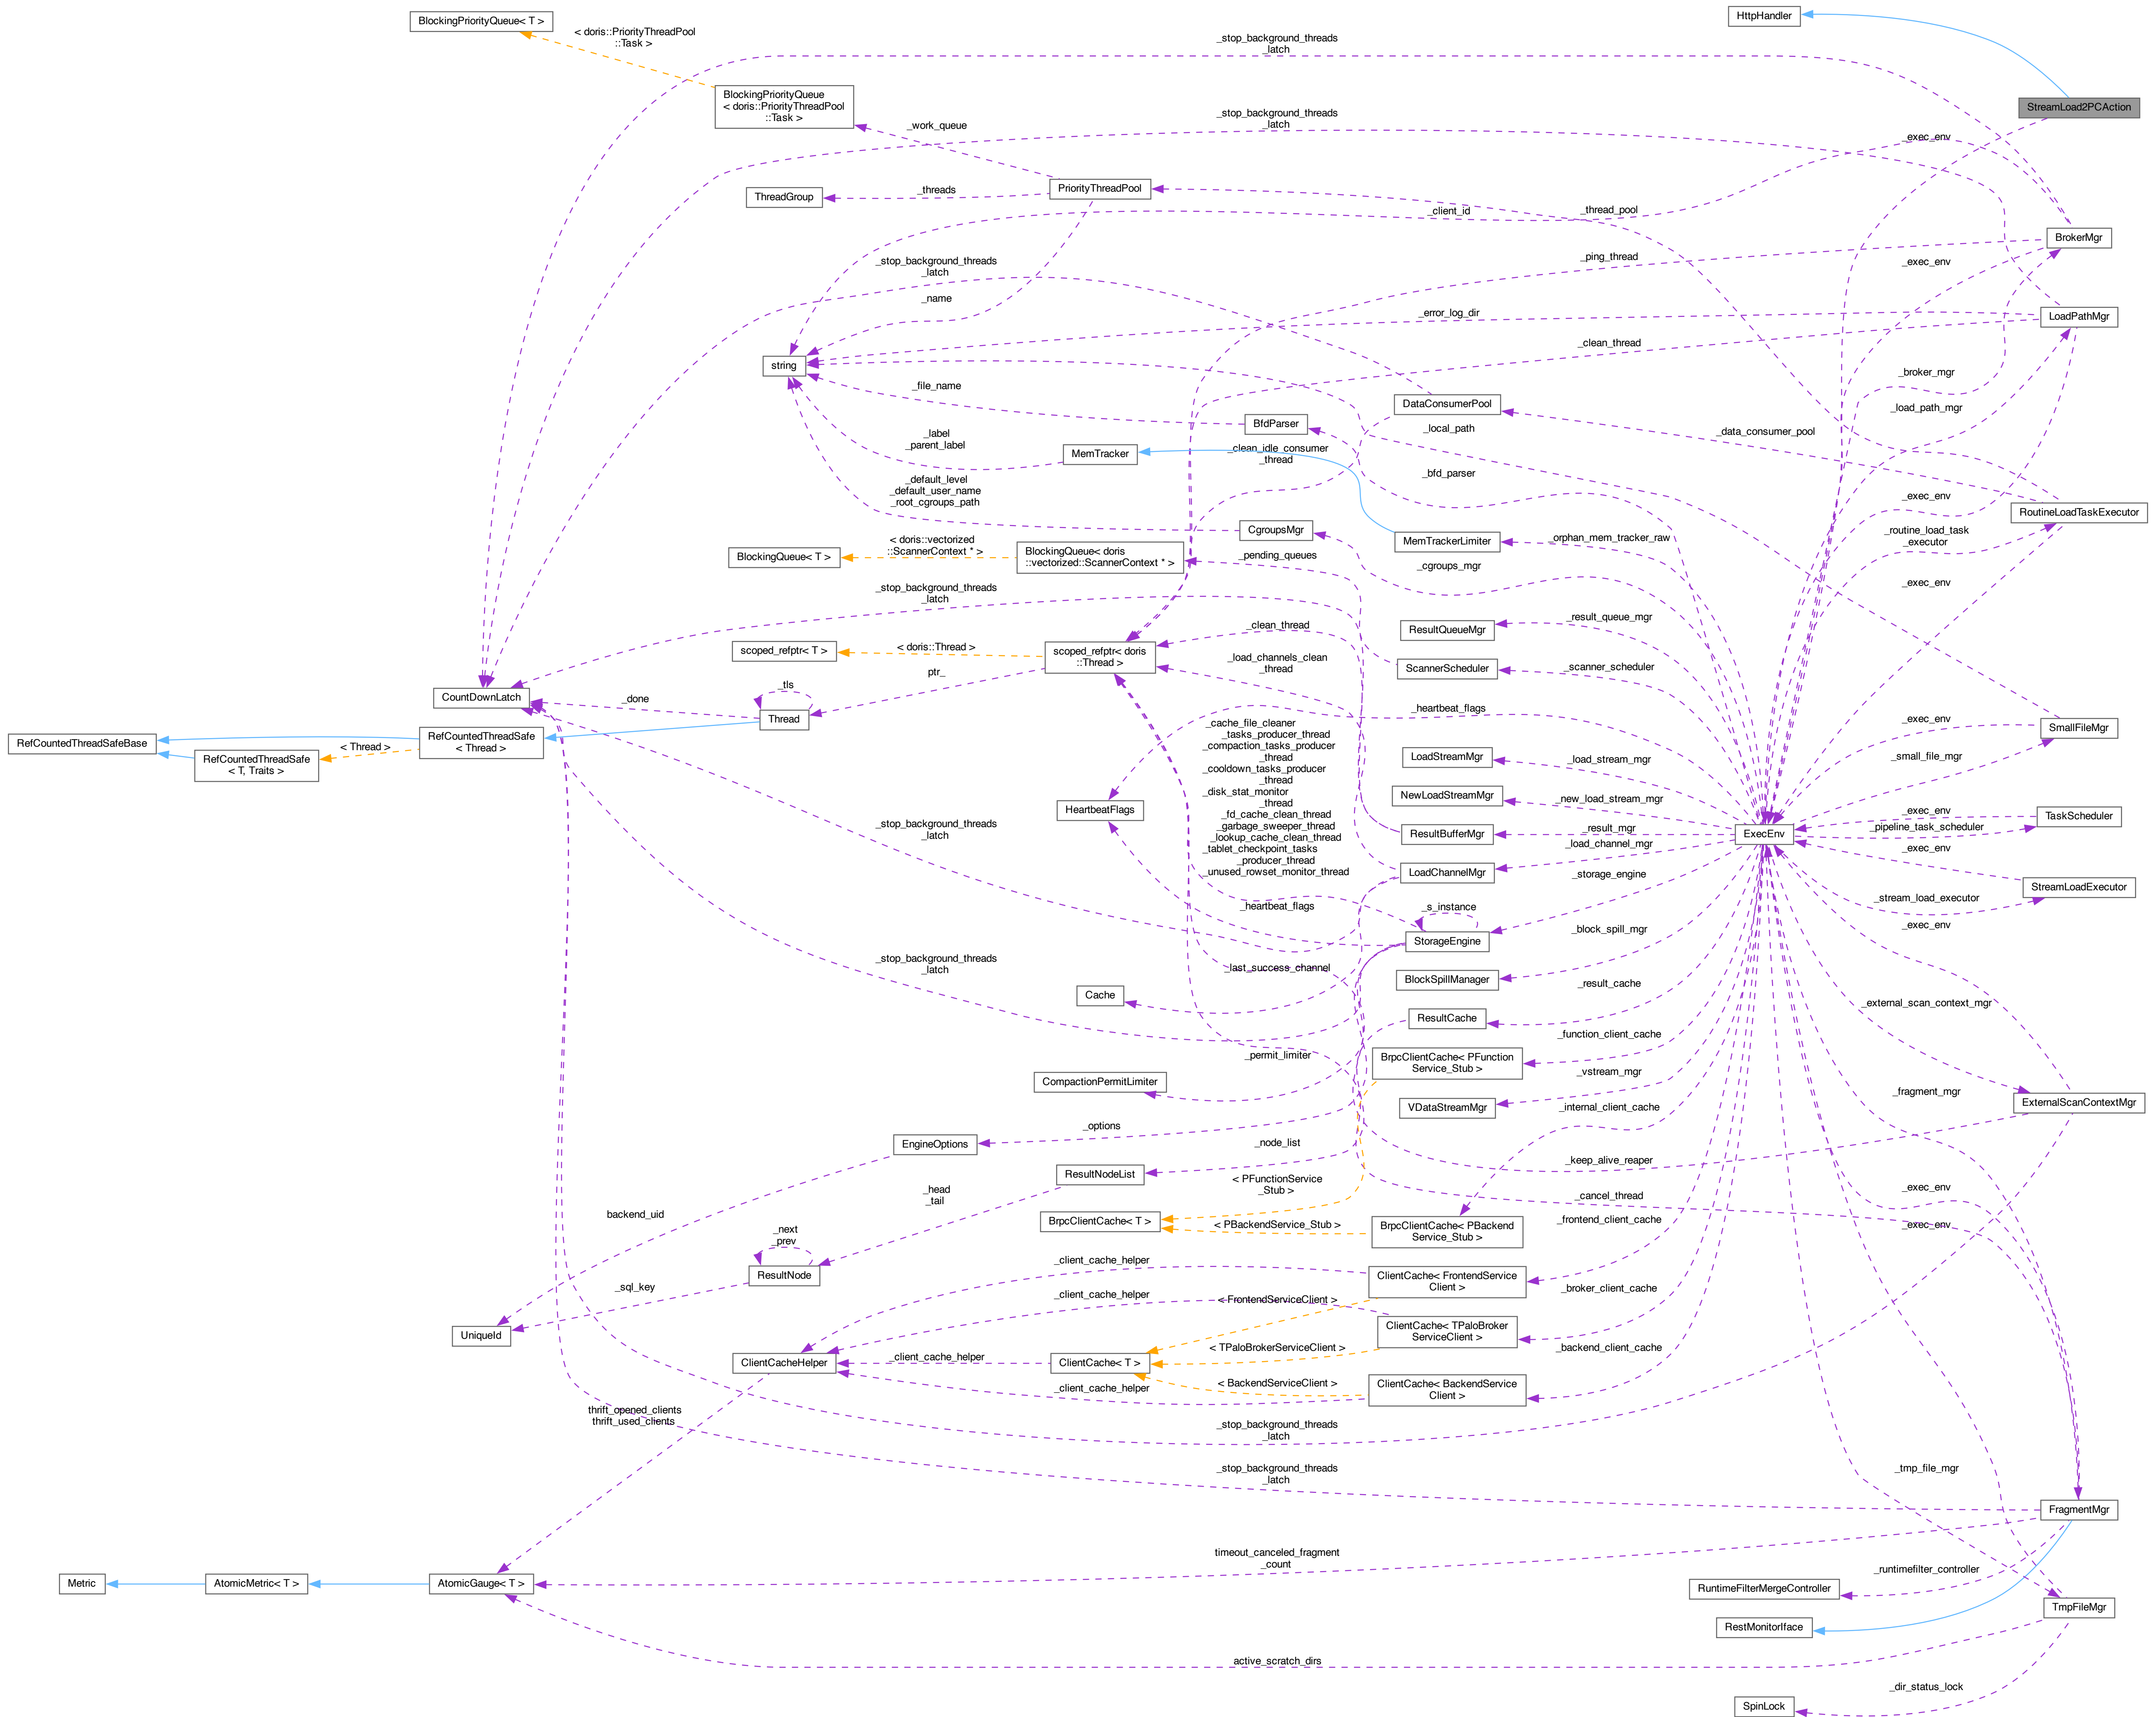 HttpHandler
BlockingPriorityQueue< T >
< doris::PriorityThreadPool
::Task >
_stop_background_threads
_latch
BlockingPriorityQueue
< doris::PriorityThreadPool
::Task >
StreamLoad2PCAction
_work_queue
_stop_background_threads
_latch
_exec_env
PriorityThreadPool
ThreadGroup
_threads
_client_id
_thread_pool
BrokerMgr
_stop_background_threads
_latch
_ping_thread
_exec_env
_name
_error_log_dir
LoadPathMgr
string
_clean_thread
_broker_mgr
_file_name
DataConsumerPool
_load_path_mgr
BfdParser
_local_path
_data_consumer_pool
_label
_parent_label
MemTracker
_clean_idle_consumer
_thread
_bfd_parser
_default_level
_default_user_name
_root_cgroups_path
_exec_env
RoutineLoadTaskExecutor
CgroupsMgr
MemTrackerLimiter
_orphan_mem_tracker_raw
_routine_load_task
_executor
< doris::vectorized
::ScannerContext * >
BlockingQueue< T >
BlockingQueue< doris
::vectorized::ScannerContext * >
_pending_queues
_cgroups_mgr
_exec_env
_stop_background_threads
_latch
_result_queue_mgr
ResultQueueMgr
_clean_thread
scoped_refptr< T >
< doris::Thread >
scoped_refptr< doris
::Thread >
_load_channels_clean
_thread
ScannerScheduler
_scanner_scheduler
ptr_
_tls
CountDownLatch
_done
Thread
_heartbeat_flags
_exec_env
SmallFileMgr
RefCountedThreadSafeBase
RefCountedThreadSafe
< Thread >
< Thread >
RefCountedThreadSafe
< T, Traits >
_cache_file_cleaner
_tasks_producer_thread
_compaction_tasks_producer
_thread
_cooldown_tasks_producer
_thread
_disk_stat_monitor
_thread
_fd_cache_clean_thread
_garbage_sweeper_thread
_lookup_cache_clean_thread
_tablet_checkpoint_tasks
_producer_thread
_unused_rowset_monitor_thread
LoadStreamMgr
_load_stream_mgr
_small_file_mgr
NewLoadStreamMgr
_new_load_stream_mgr
HeartbeatFlags
_exec_env
TaskScheduler
_stop_background_threads
_latch
ResultBufferMgr
_result_mgr
ExecEnv
_pipeline_task_scheduler
_load_channel_mgr
_exec_env
LoadChannelMgr
_storage_engine
StreamLoadExecutor
_stream_load_executor
_heartbeat_flags
_s_instance
_exec_env
StorageEngine
_block_spill_mgr
_stop_background_threads
_latch
_last_success_channel
BlockSpillManager
_result_cache
Cache
_external_scan_context_mgr
ResultCache
_function_client_cache
_permit_limiter
BrpcClientCache< PFunction
Service_Stub >
_vstream_mgr
CompactionPermitLimiter
_fragment_mgr
VDataStreamMgr
_internal_client_cache
ExternalScanContextMgr
_options
EngineOptions
_node_list
_keep_alive_reaper
ResultNodeList
< PFunctionService
_Stub >
_head
_tail
_cancel_thread
_exec_env
backend_uid
BrpcClientCache< T >
< PBackendService_Stub >
BrpcClientCache< PBackend
Service_Stub >
_frontend_client_cache
_exec_env
_next
_prev
_client_cache_helper
ResultNode
ClientCache< FrontendService
Client >
_sql_key
_broker_client_cache
_client_cache_helper
< FrontendServiceClient >
UniqueId
ClientCache< TPaloBroker
ServiceClient >
< TPaloBrokerServiceClient >
_backend_client_cache
ClientCacheHelper
_client_cache_helper
ClientCache< T >
< BackendServiceClient >
ClientCache< BackendService
Client >
_client_cache_helper
thrift_opened_clients
thrift_used_clients
_stop_background_threads
_latch
_stop_background_threads
_latch
_tmp_file_mgr
FragmentMgr
timeout_canceled_fragment
_count
_runtimefilter_controller
Metric
AtomicMetric< T >
AtomicGauge< T >
RuntimeFilterMergeController
TmpFileMgr
RestMonitorIface
active_scratch_dirs
_dir_status_lock
SpinLock